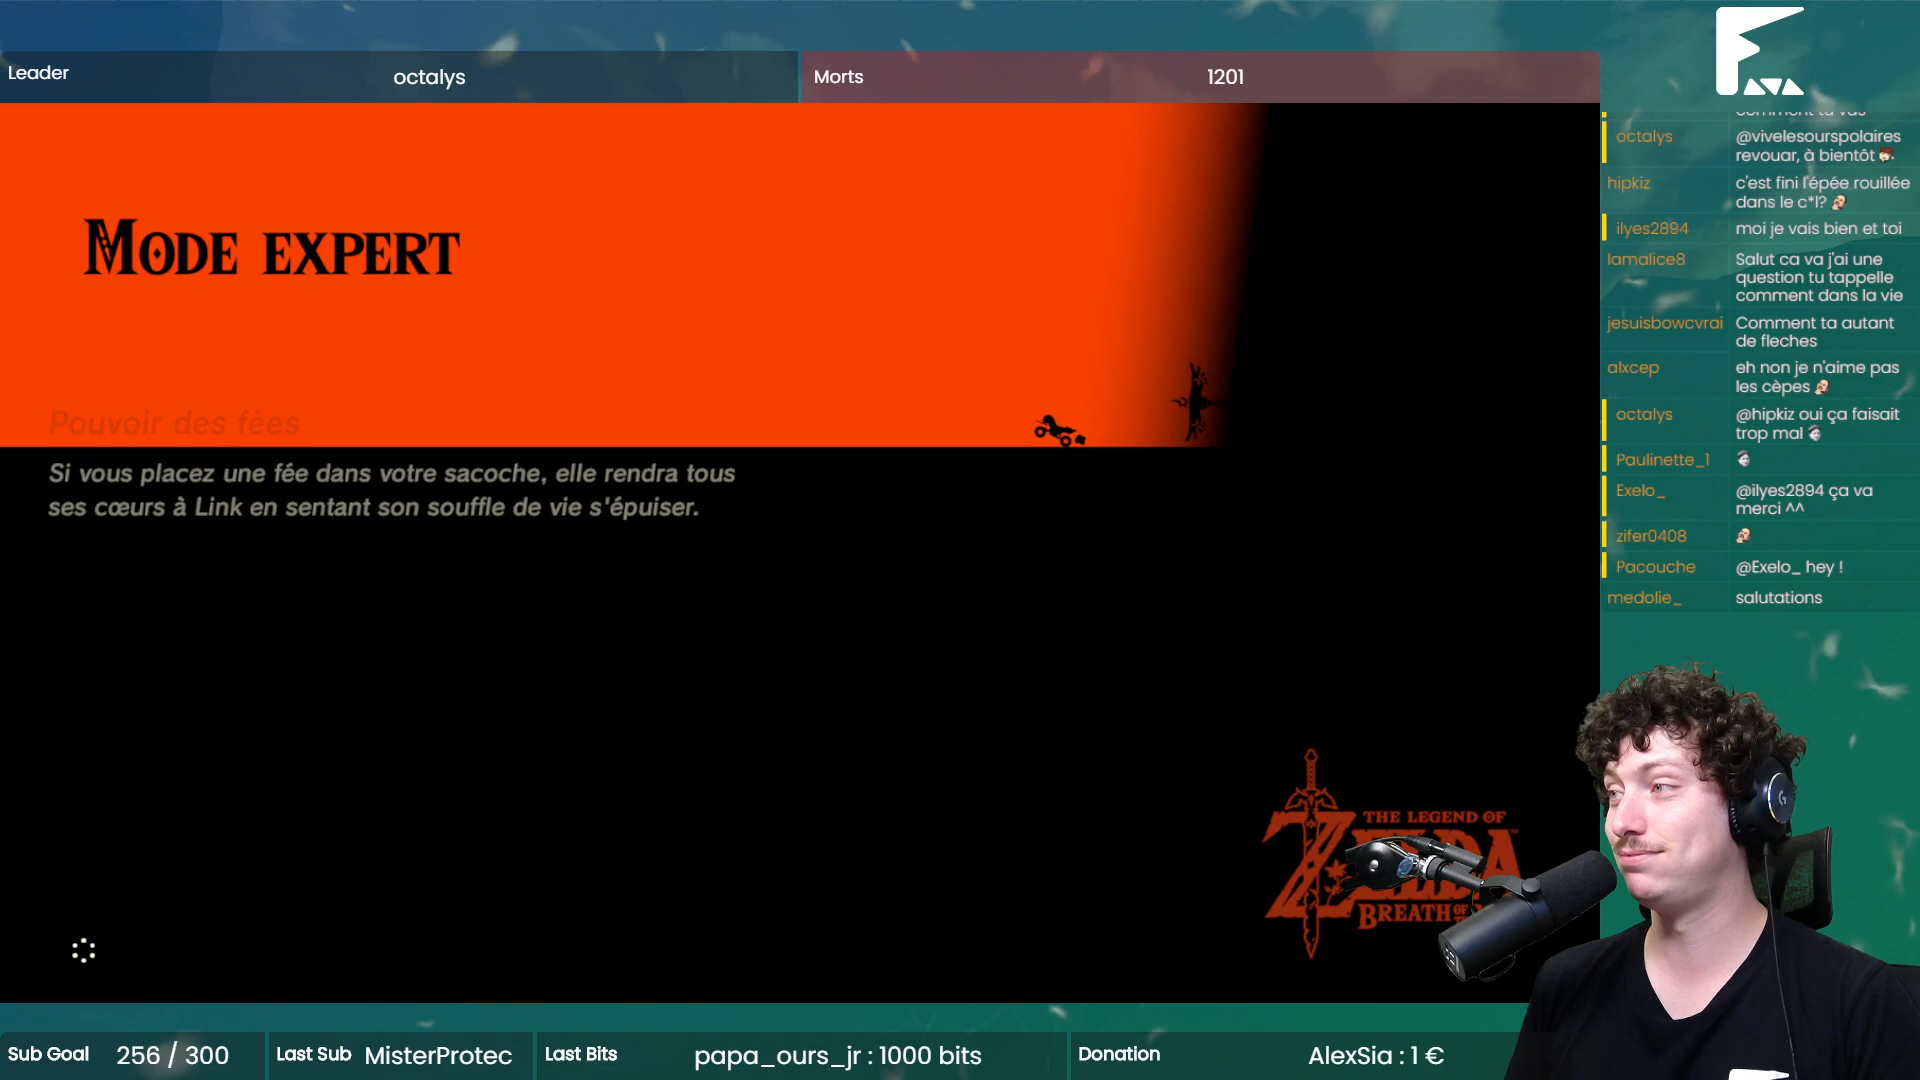 Leader
octalys
Morts
1201
MODE EXPERT
Pouvoir des fées
Si vous placez une fée dans votre sacoche, elle rendra tous
ses cœurs à Link en sentant son souffle de vie s'épuiser.
THE LEGEND OF
ZELDA
BREATH OF
octalys
@vivelesourspolaires
revouar, à bientôt
hipkiz
c'est fini l'épée rouillée
dans le c*l?
ilyes2894
moi je vais bien et toi
lamalice8
Salut ca va j'ai une
question tu tappelle
comment dans la vie
jesuisbowcvrai
Comment ta autant
de fleches
alxcep
eh non je n'aime pas
les cèpes
octalys
@hipkiz oui ça faisait
trop mal
Paulinette_1
Exelo_
@ilyes2894 ça va
merci ^^
zifer0408
Pacouche
@Exelo_ hey !
medolie_
salutations
Sub Goal
256 / 300
Last Sub
MisterProtec
Last Bits
papa_ours_jr : 1000 bits
Donation
AlexSia : 1 €